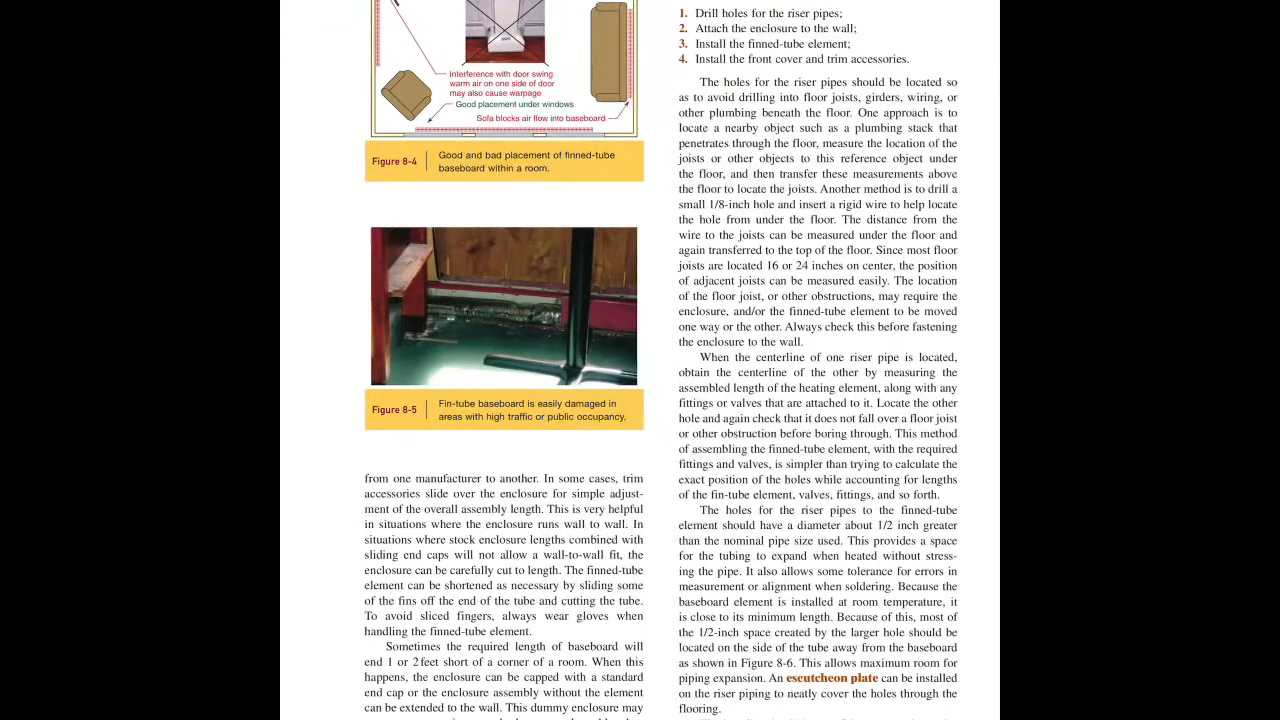 Interference with door swing
warm air on one side of door
may also cause warpage
Good placement under windows
Sofa blocks air flow into baseboard
Figure 8-4
Good and bad placement of finned-tube
baseboard within a room.
Figure 8-5
Fin-tube baseboard is easily damaged in
areas with high traffic or public occupancy,
from one manufacturer to another. In some cases, trim
accessories slide over the enclosure for simple adjust-
ment of the overall assembly length. This is very helpful
in situations where the enclosure runs wall to wall. In
situations where stock enclosure lengths combined with
sliding end caps will not allow a wall-to-wall fit, the
enclosure can be carefully cut to length. The finned-tube
element can be shortened as necessary by sliding some
of the fins off the end of the tube and cutting the tube.
To avoid sliced fingers, always wear gloves when
handling the finned-tube element.
Sometimes the required length of baseboard will
end 1 or 2 feet short of a corner of a room. When this
happens, the enclosure can be capped with a standard
end cap or the enclosure assembly without the element
can be extended to the wall. This dummy enclosure may
1. Drill holes for the riser pipes;
2. Attach the enclosure to the wall;
3. Install the finned-tube element;
4. Install the front cover and trim accessories.
The holes for the riser pipes should be located so
as to avoid drilling into floor joists, girders, wiring, or
other plumbing beneath the floor. One approach is to
locate a nearby object such as a plumbing stack that
penetrates through the floor, measure the location of the
joists or other objects to this reference object under
the floor, and then transfer these measurements above
the floor to locate the joists. Another method is to drill a
small 1/8-inch hole and insert a rigid wire to help locate
the hole from under the floor. The distance from the
wire to the joists can be measured under the floor and
again transferred to the top of the floor. Since most floor
joists are located 16 or 24 inches on center, the position
of adjacent joists can be measured easily. The location
of the floor joist, or other obstructions, may require the
enclosure, and/or the finned-tube element to be moved
one way or the other. Always check this before fastening
the enclosure to the wall.
When the centerline of one riser pipe is located,
obtain the centerline of the other by measuring the
assembled length of the heating element, along with any
fittings or valves that are attached to it. Locate the other
hole and again check that it does not fall over a floor joist
or other obstruction before boring through. This method
of assembling the finned-tube element, with the required
fittings and valves, is simpler than trying to calculate the
exact position of the holes while accounting for lengths
of the fin-tube element, valves, fittings, and so forth.
The holes for the riser pipes to the finned-tube
element should have a diameter about 1/2 inch greater
than the nominal pipe size used. This provides a space
for the tubing to expand when heated without stress-
ing the pipe. It also allows some tolerance for errors in
measurement or alignment when soldering. Because the
baseboard element is installed at room temperature, it
is close to its minimum length. Because of this, most of
the 1/2-inch space created by the larger hole should be
located on the side of the tube away from the baseboard
as shown in Figure 8-6. This allows maximum room for
piping expansion. An escutcheon plate can be installed
on the riser piping to neatly cover the holes through the
flooring.